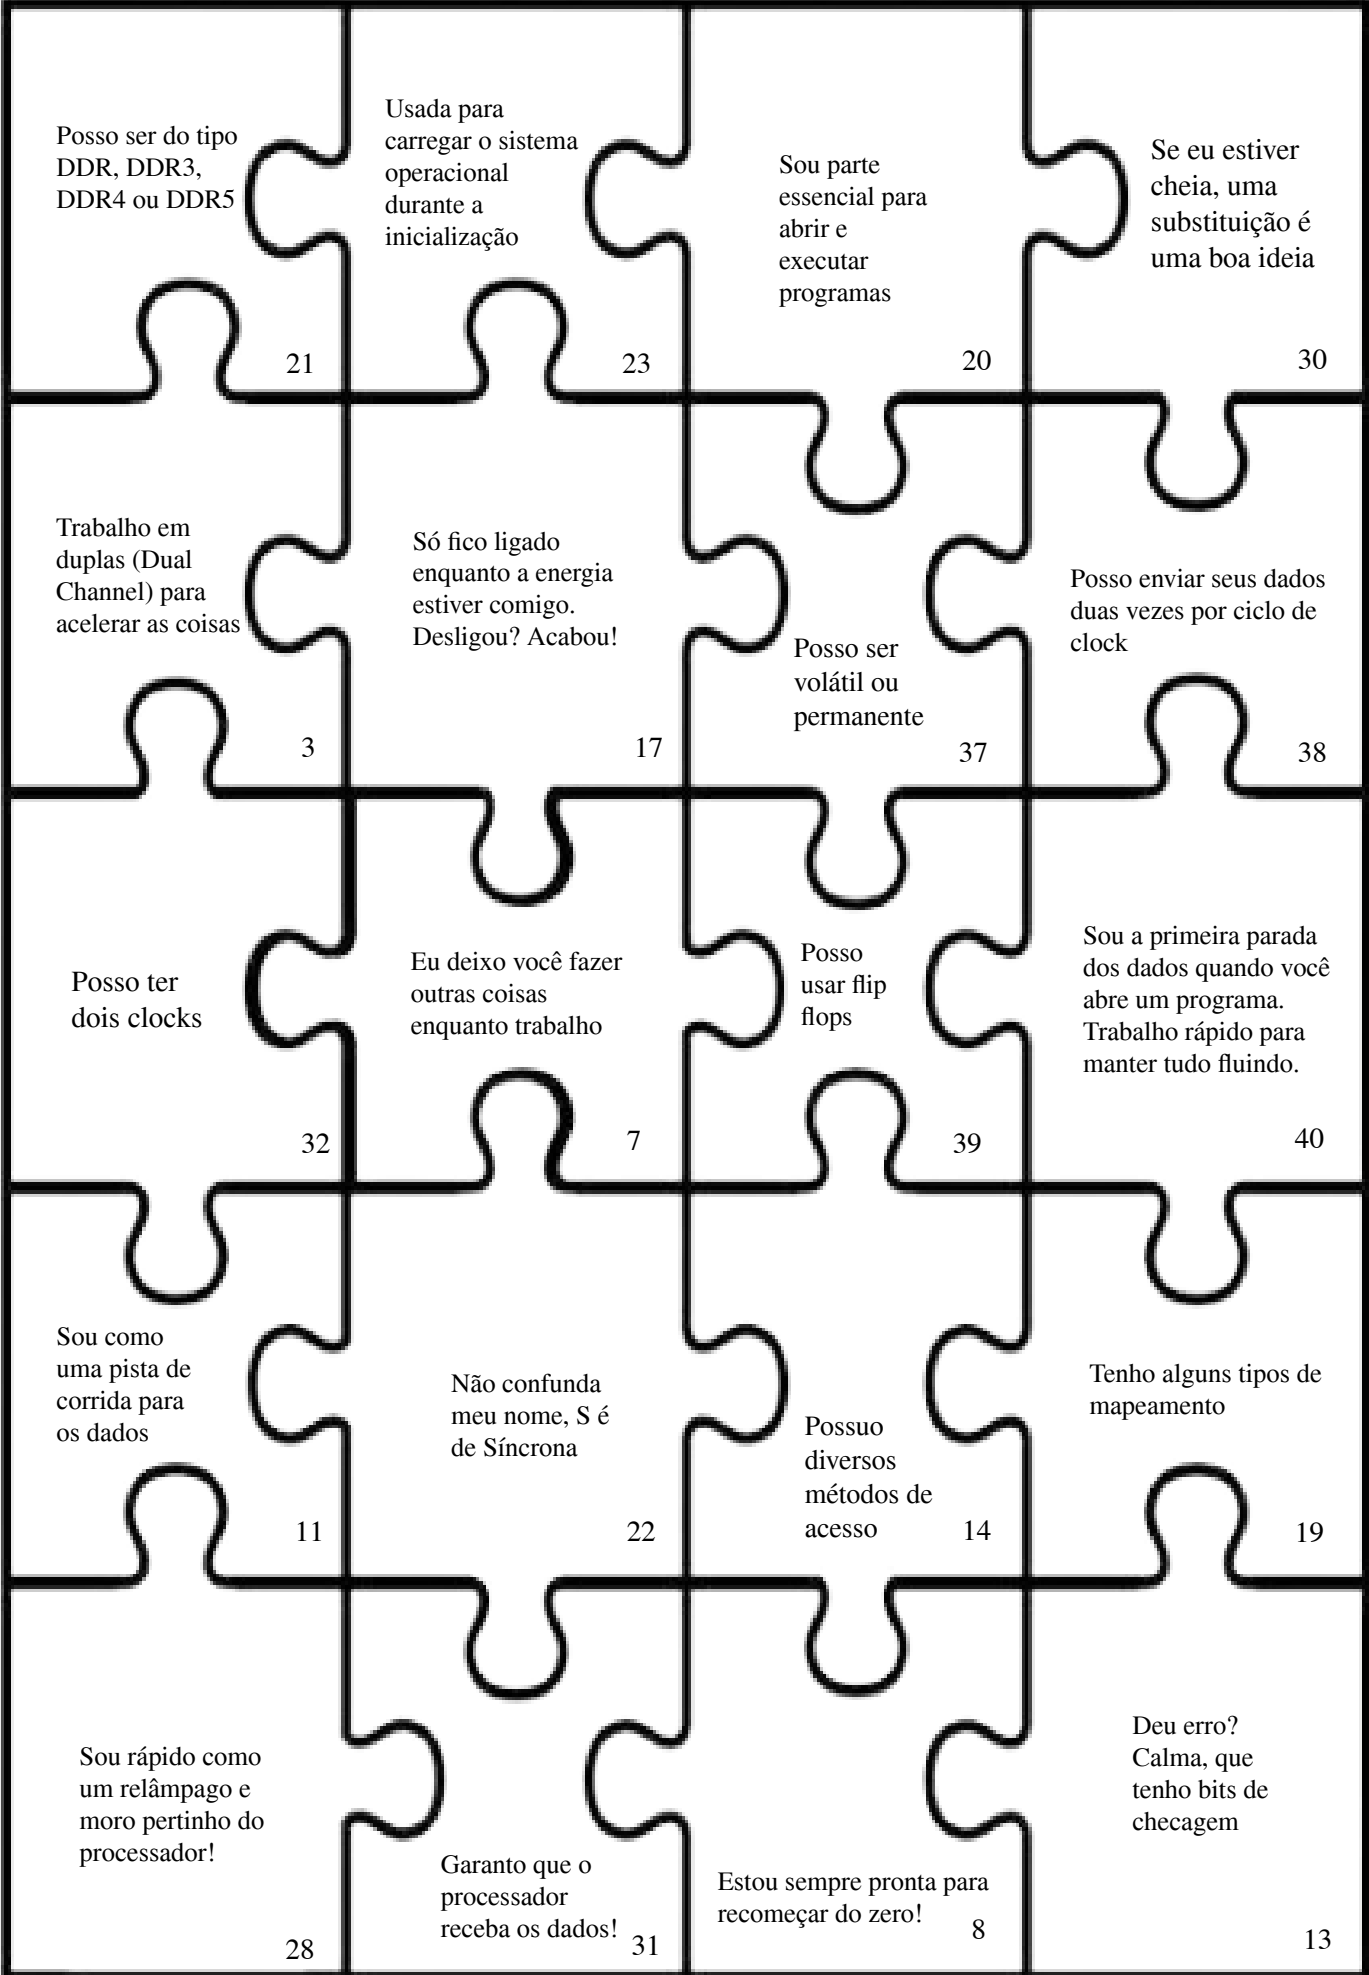 Posso ser do tipo
DDR, DDR3,
DDR4 ou DDR5
21
Usada para
carregar o sistema
operacional
durante a
inicialização
23
Sou parte
essencial para
abrir e
executar
programas
20
Se eu estiver
cheia, uma
substituição é
uma boa ideia
30
Trabalho em
duplas (Dual
Channel) para
acelerar as coisas
3
Só fico ligado
enquanto a energia
estiver comigo.
Desligou? Acabou!
17
Posso ser
volátil ou
permanente
37
Posso enviar seus dados
duas vezes por ciclo de
clock
38
Posso ter
dois clocks
32
Eu deixo você fazer
outras coisas
enquanto trabalho
7
Posso
usar flip
flops
39
Sou a primeira parada
dos dados quando você
abre um programa.
Trabalho rápido para
manter tudo fluindo.
40
Sou como
uma pista de
corrida para
os dados
11
Não confunda
meu nome, S é
de Síncrona
22
Possuo
diversos
métodos de
acesso
14
Tenho alguns tipos de
mapeamento
19
Sou rápido como
um relâmpago e
moro pertinho do
processador!
28
Garanto que o
processador
receba os dados!
31
Estou sempre pronta para
recomeçar do zero!
8
Deu erro?
Calma, que
tenho bits de
checagem
13